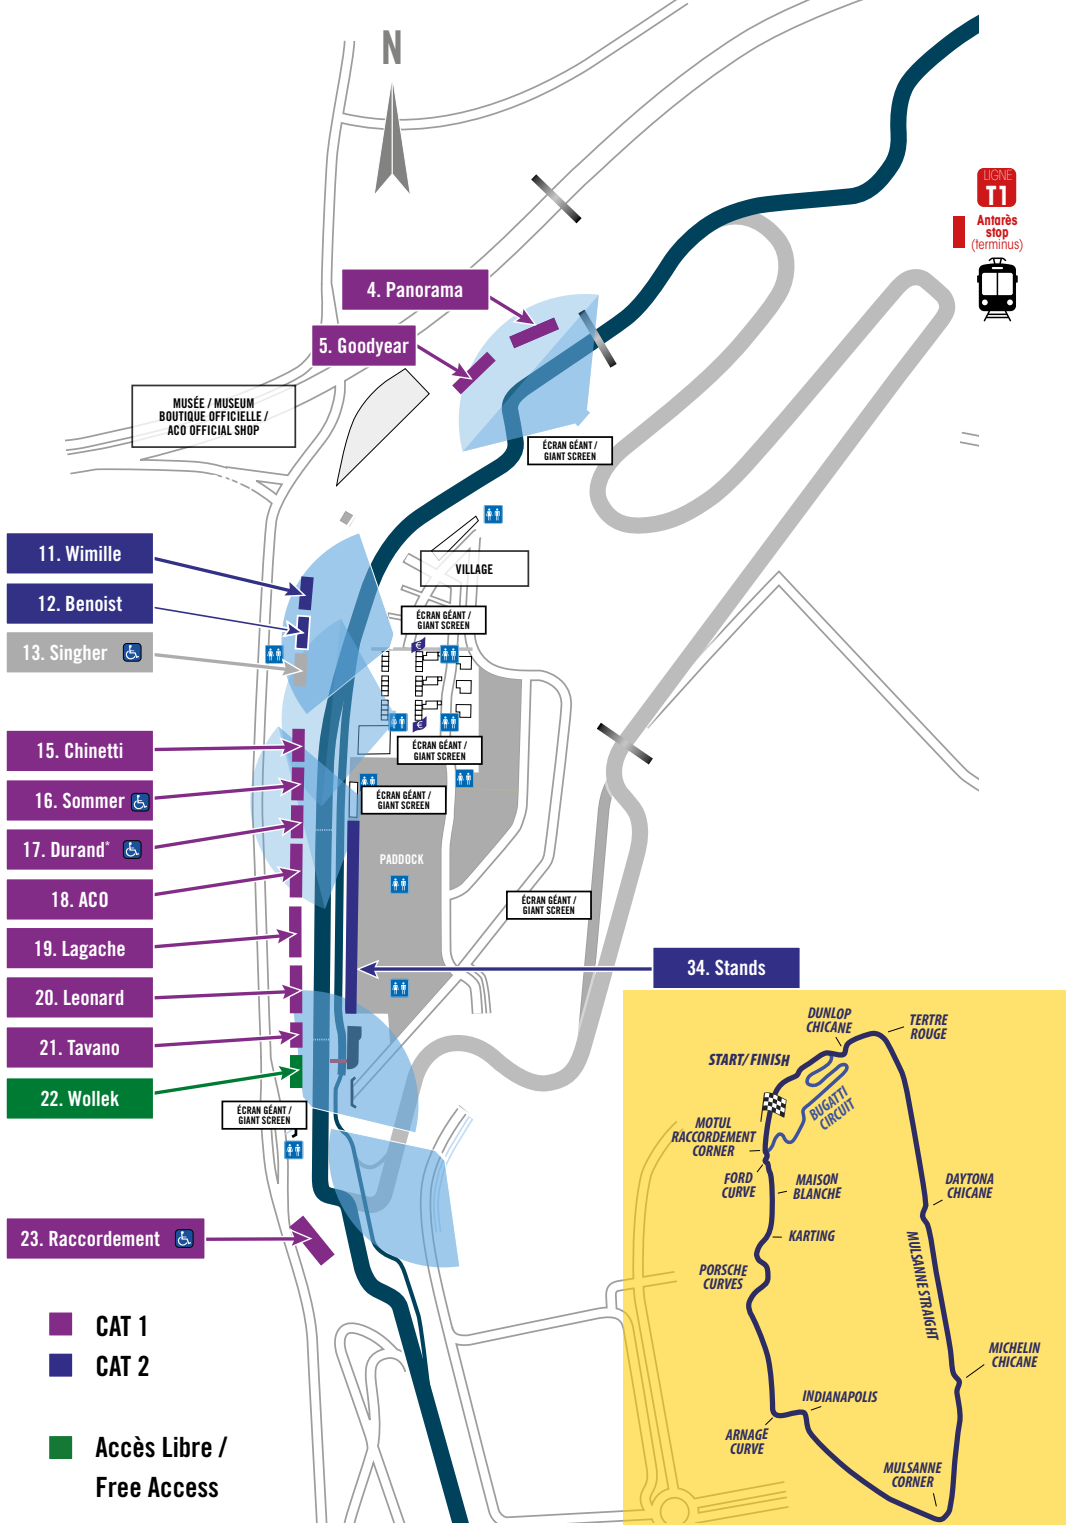 N
LIGNE
T1
Antarès
stop
(terminus)
4. Panorama
5. Goodyear
MUSÉE / MUSEUM
BOUTIQUE OFFICIELLE /
ACO OFFICIAL SHOP
ÉCRAN GÉANT /
GIANT SCREEN
11. Wimille
VILLAGE
12. Benoist
ÉCRAN GÉANT /
GIANT SCREEN
13. Singher
15. Chinetti
ÉCRAN GÉANT /
GIANT SCREEN
16. Sommer
ÉCRAN GÉANT /
GIANT SCREEN
17. Durand*
PADDOCK
18. ACO
ÉCRAN GÉANT /
GIANT SCREEN
19. Lagache
34. Stands
20. Leonard
21. Tavano
22. Wollek
ÉCRAN GÉANT /
GIANT SCREEN
23. Raccordement
DUNLOP
CHICANE
TERTRE
ROUGE
START/ FINISH
BUGATTI
CIRCUIT
MOTUL
RACCORDEMENT
CORNER
FORD
CURVE
MAISON
BLANCHE
DAYTONA
CHICANE
KARTING
PORSCHE
CURVES
MULSANNE STRAIGHT
MICHELIN
CHICANE
INDIANAPOLIS
ARNAGE
CURVE
MULSANNE
CORNER
CAT 1
CAT 2
Accès Libre /
Free Access